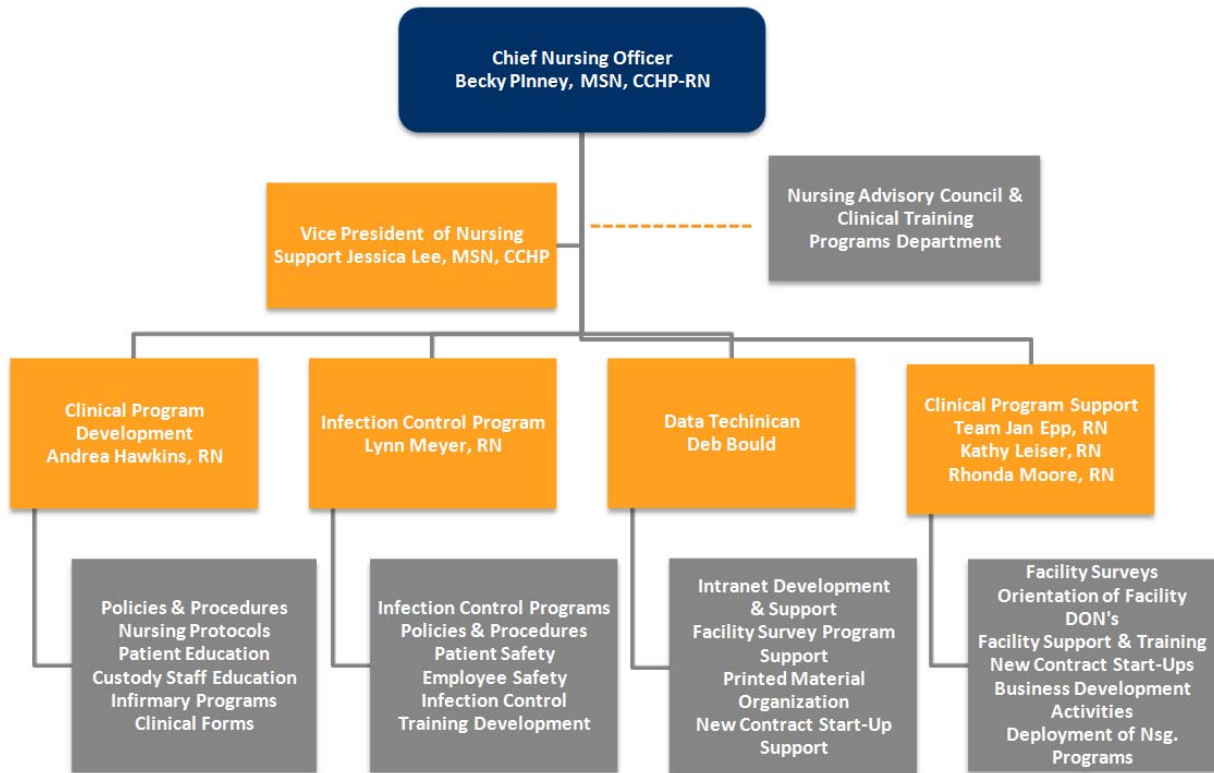 Chief Nursing Officer
Becky PInney, MSN, CCHP-RN
Nursing Advisory Council &
Clinical Training
Programs Department
Vice President of Nursing
Support Jessica Lee, MSN, CCHP
Clinical Program
Development
Andrea Hawkins, RN
Infection Control Program
Lynn Meyer, RN
Data Techinican
Deb Bould
Clinical Program Support
Team Jan Epp, RN
Kathy Leiser, RN
Rhonda Moore, RN
Policies & Procedures
Nursing Protocols
Patient Education
Custody Staff Education
Infirmary Programs
Clinical Forms
Infection Control Programs
Policies & Procedures
Patient Safety
Employee Safety
Infection Control
Training Development
Intranet Development
& Support
Facility Survey Program
Support
Printed Material
Organization
New Contract Start-Up
Support
Facility Surveys
Orientation of Facility
DON's
Facility Support & Training
New Contract Start-Ups
Business Development
Activities
Deployment of Nsg.
Programs